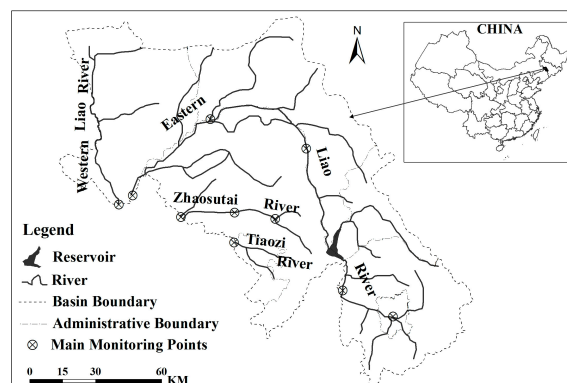 CHINA
N
Western Liao River
Eastern
Liao
River
Zhaosutai River
Tiaozi
River
Legend
Reservoir
River
Basin Boundary
Administrative Boundary
Main Monitoring Points
0 15 30 60
KM